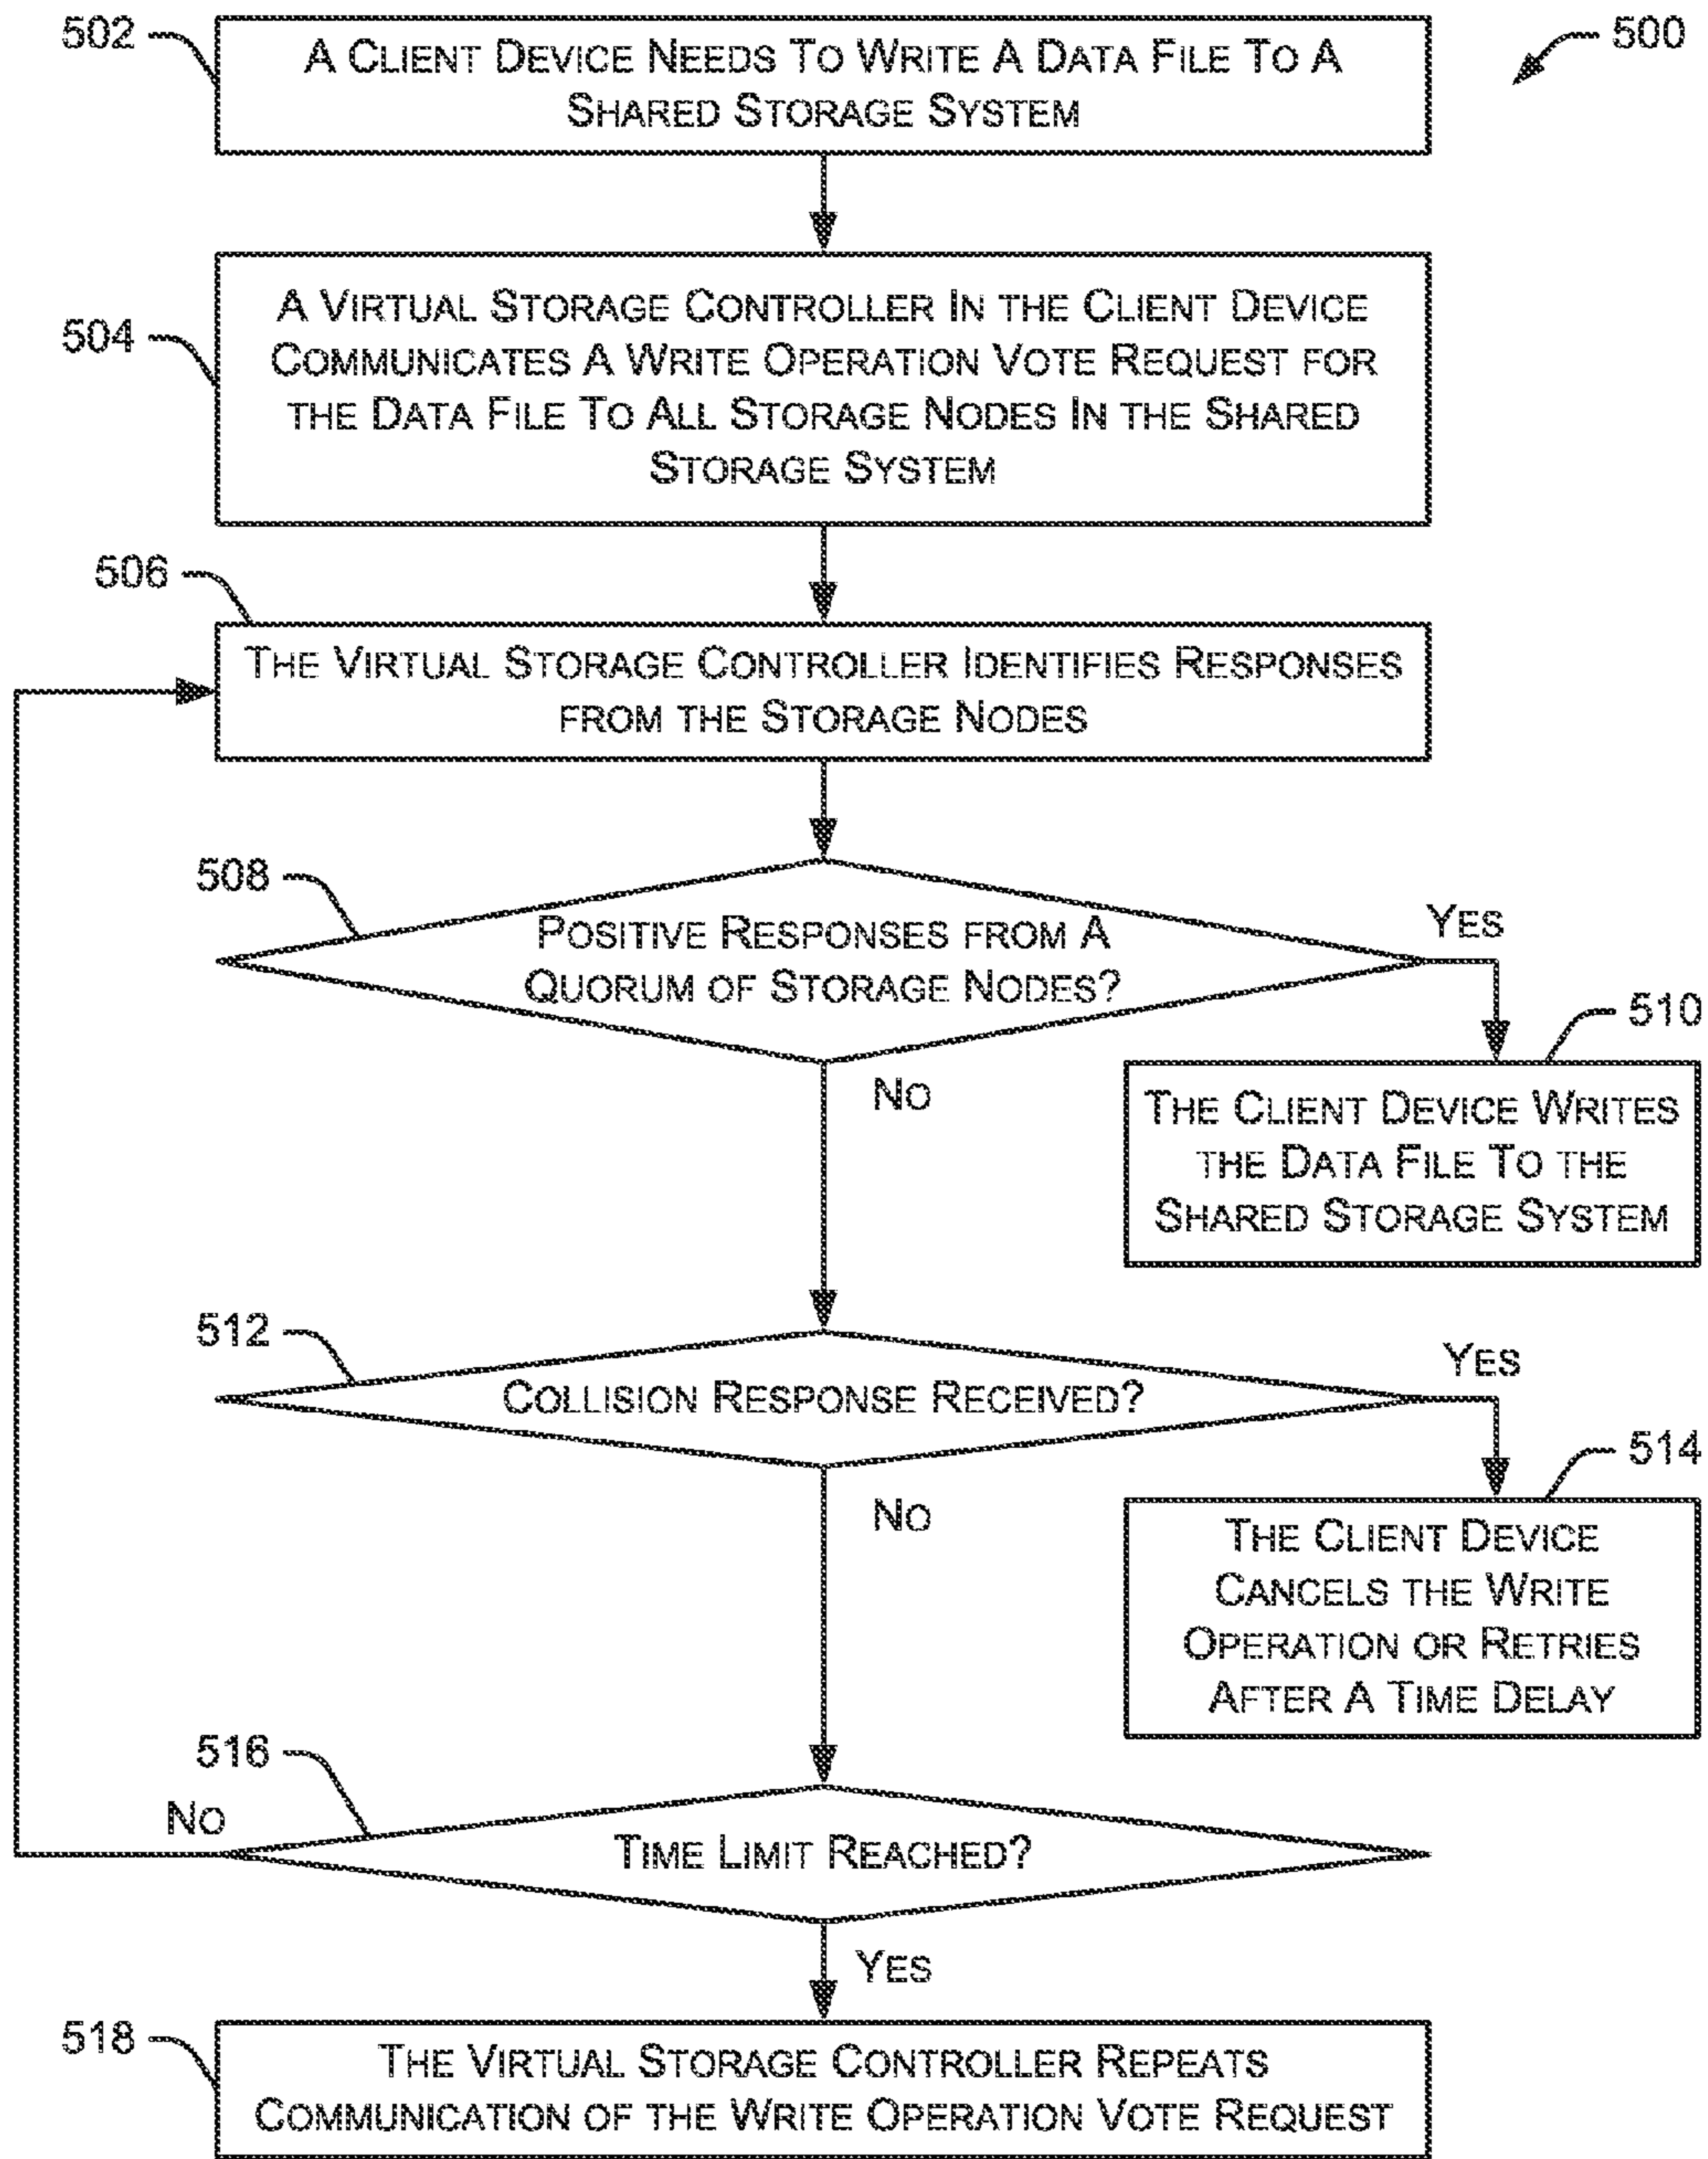 502
500
A CLIENT DEVICE NEEDS TO WRITE A DATA FILE TO A
SHARED STORAGE SYSTEM
504
A VIRTUAL STORAGE CONTROLLER IN THE CLIENT DEVICE
COMMUNICATES A WRITE OPERATION VOTE REQUEST FOR
THE DATA FILE TO ALL STORAGE NODES IN THE SHARED
STORAGE SYSTEM
506
THE VIRTUAL STORAGE CONTROLLER IDENTIFIES RESPONSES
FROM THE STORAGE NODES
508
POSITIVE RESPONSES FROM A
QUORUM OF STORAGE NODES?
YES
NO
510
THE CLIENT DEVICE WRITES
THE DATA FILE TO THE
SHARED STORAGE SYSTEM
512
COLLISION RESPONSE RECEIVED?
YES
NO
514
THE CLIENT DEVICE
CANCELS THE WRITE
OPERATION OR RETRIES
AFTER A TIME DELAY
516
NO
TIME LIMIT REACHED?
YES
518
THE VIRTUAL STORAGE CONTROLLER REPEATS
COMMUNICATION OF THE WRITE OPERATION VOTE REQUEST